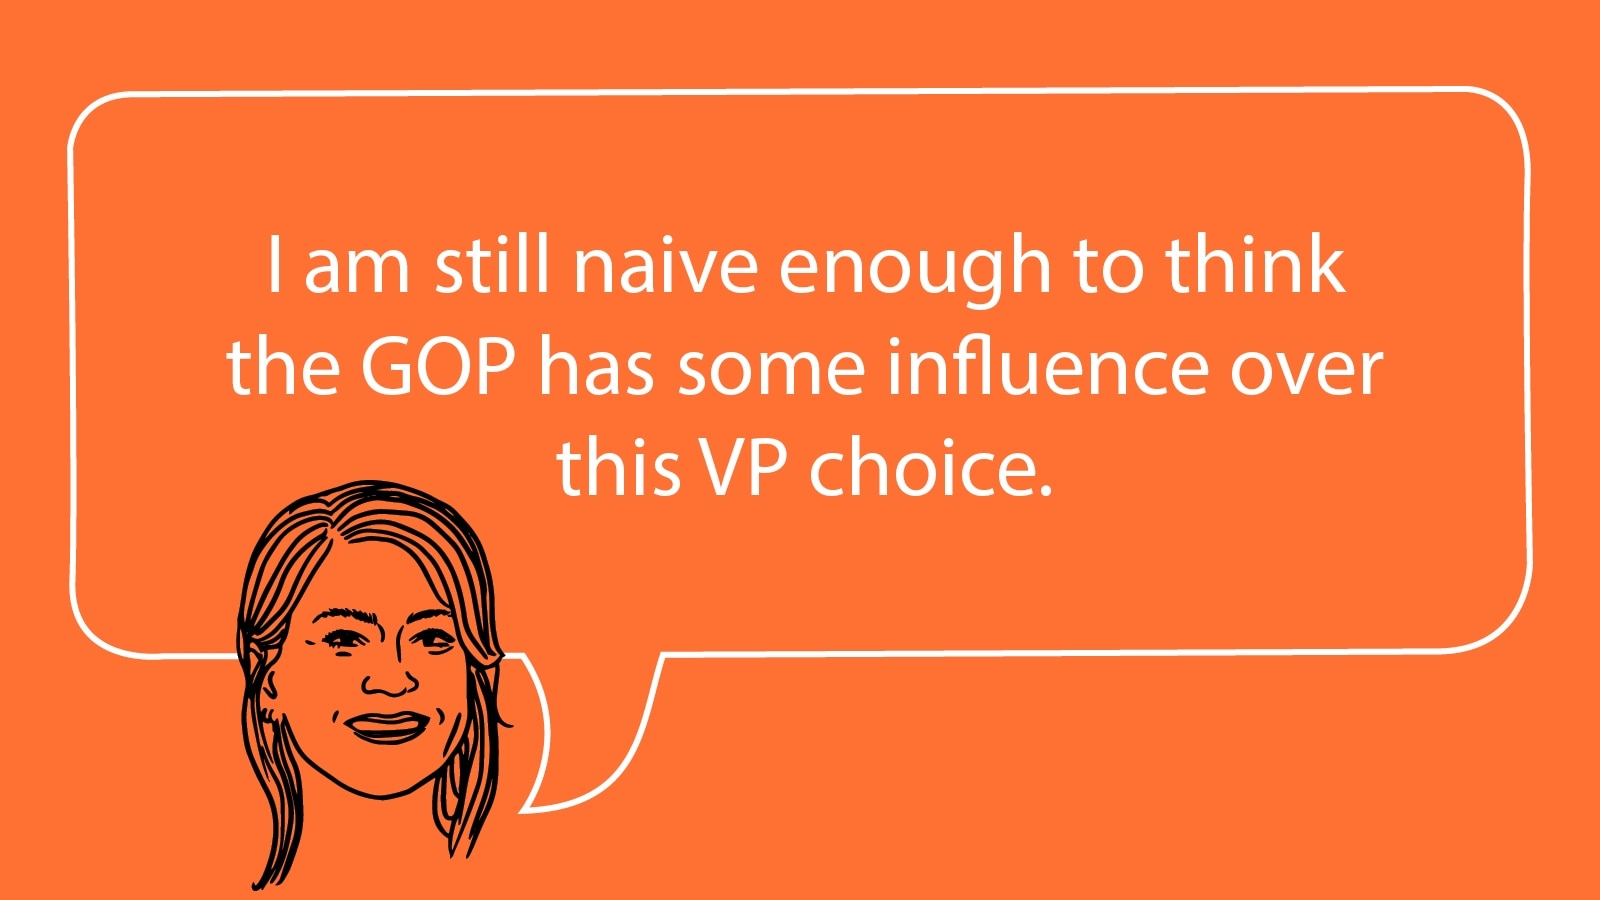 I am still naive enough to think
the GOP has some influence over
this VP choice.